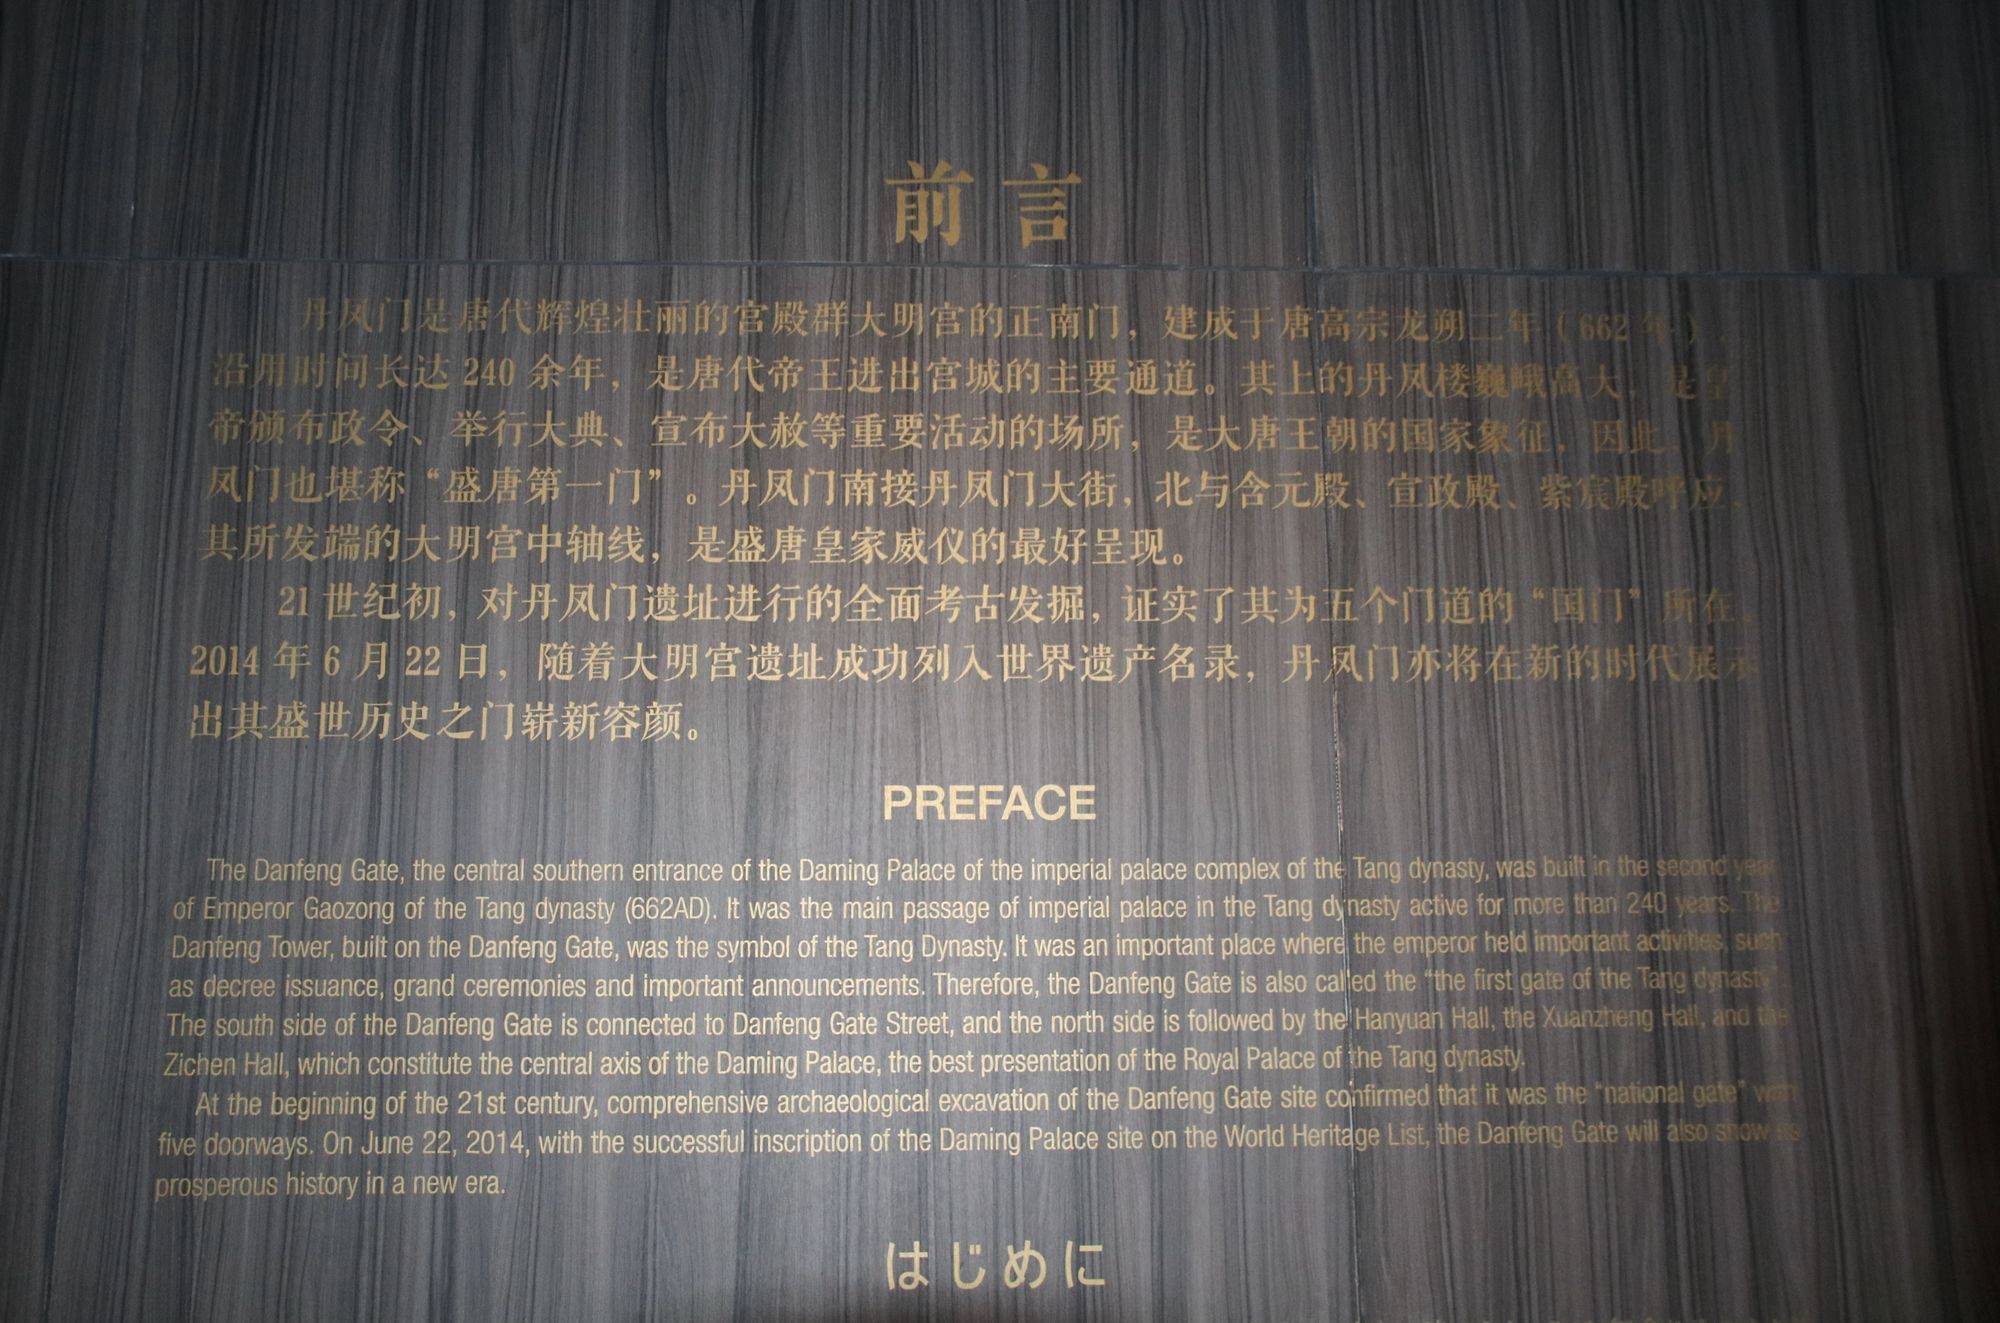 前言
丹凤门是唐代辉煌壮丽的宫殿群大明宫的正南门，建成于唐高宗龙朔二年（662年），
沿用时间长达 240 余年，是唐代帝王进出宫城的主要通道。其上的丹凤楼巍峨高大，是皇
帝颁布政令、举行大典、宣布大赦等重要活动的场所，是大唐王朝的国家象征，因此，丹
凤门也堪称“盛唐第一门”。丹凤门南接丹凤门大街，北与含元殿、宣政殿、紫宸殿呼应，
其所发端的大明宫中轴线，是盛唐皇家威仪的最好呈现。
21 世纪初，对丹凤门遗址进行的全面考古发掘，证实了其为五个门道的“国门”所在。
2014 年 6 月 22 日，随着大明宫遗址成功列入世界遗产名录，丹凤门亦将在新的时代展示
出其盛世历史之门崭新容颜。
PREFACE
The Danfeng Gate, the central southern entrance of the Daming Palace of the imperial palace complex of the Tang dynasty, was built in the second year
of Emperor Gaozong of the Tang dynasty (662AD). It was the main passage of imperial palace in the Tang dynasty active for more than 240 years. The
Danfeng Tower, built on the Danfeng Gate, was the symbol of the Tang Dynasty. It was an important place where the emperor held important activities, such
as decree issuance, grand ceremonies and important announcements. Therefore, the Danfeng Gate is also called the “the first gate of the Tang dynasty”.
The south side of the Danfeng Gate is connected to Danfeng Gate Street, and the north side is followed by the Hanyuan Hall, the Xuanzheng Hall, and the
Zichen Hall, which constitute the central axis of the Daming Palace, the best presentation of the Royal Palace of the Tang dynasty.
At the beginning of the 21st century, comprehensive archaeological excavation of the Danfeng Gate site confirmed that it was the “national gate” with
five doorways. On June 22, 2014, with the successful inscription of the Daming Palace site on the World Heritage List, the Danfeng Gate will also show its
prosperous history in a new era.
はじめに